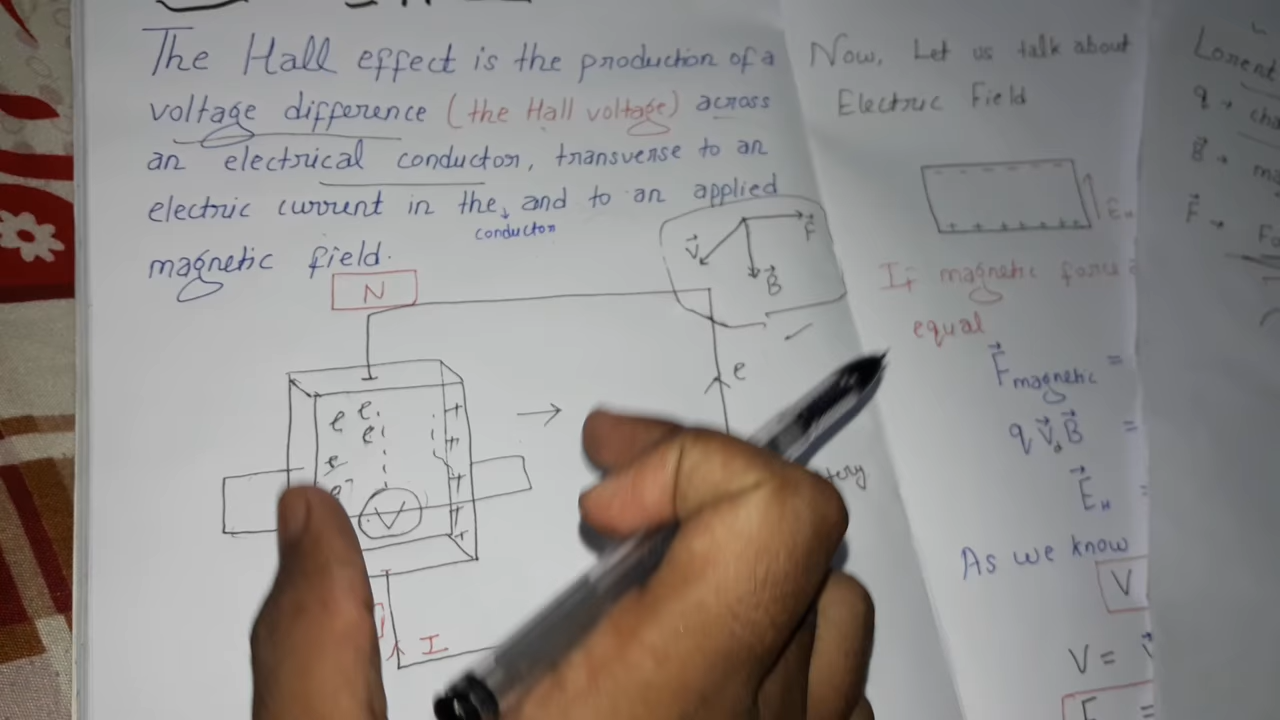 The Hall effect is the production of a
voltage difference (the Hall voltage) across
an electrical conductor, transverse to an
electric current in the, and to an applied
conductor
magnetic field.
N
V
F
B
e
e e
e
e
e
V
+
+
+
+
+
I
Now, Let us talk about
Electric Field
- - - - - -
+ + + + + +
E
If magnetic force
equal
F magnetic =
q V B =
E H =
As we know
V
V =
E =
Lorent
q →
B →
F →